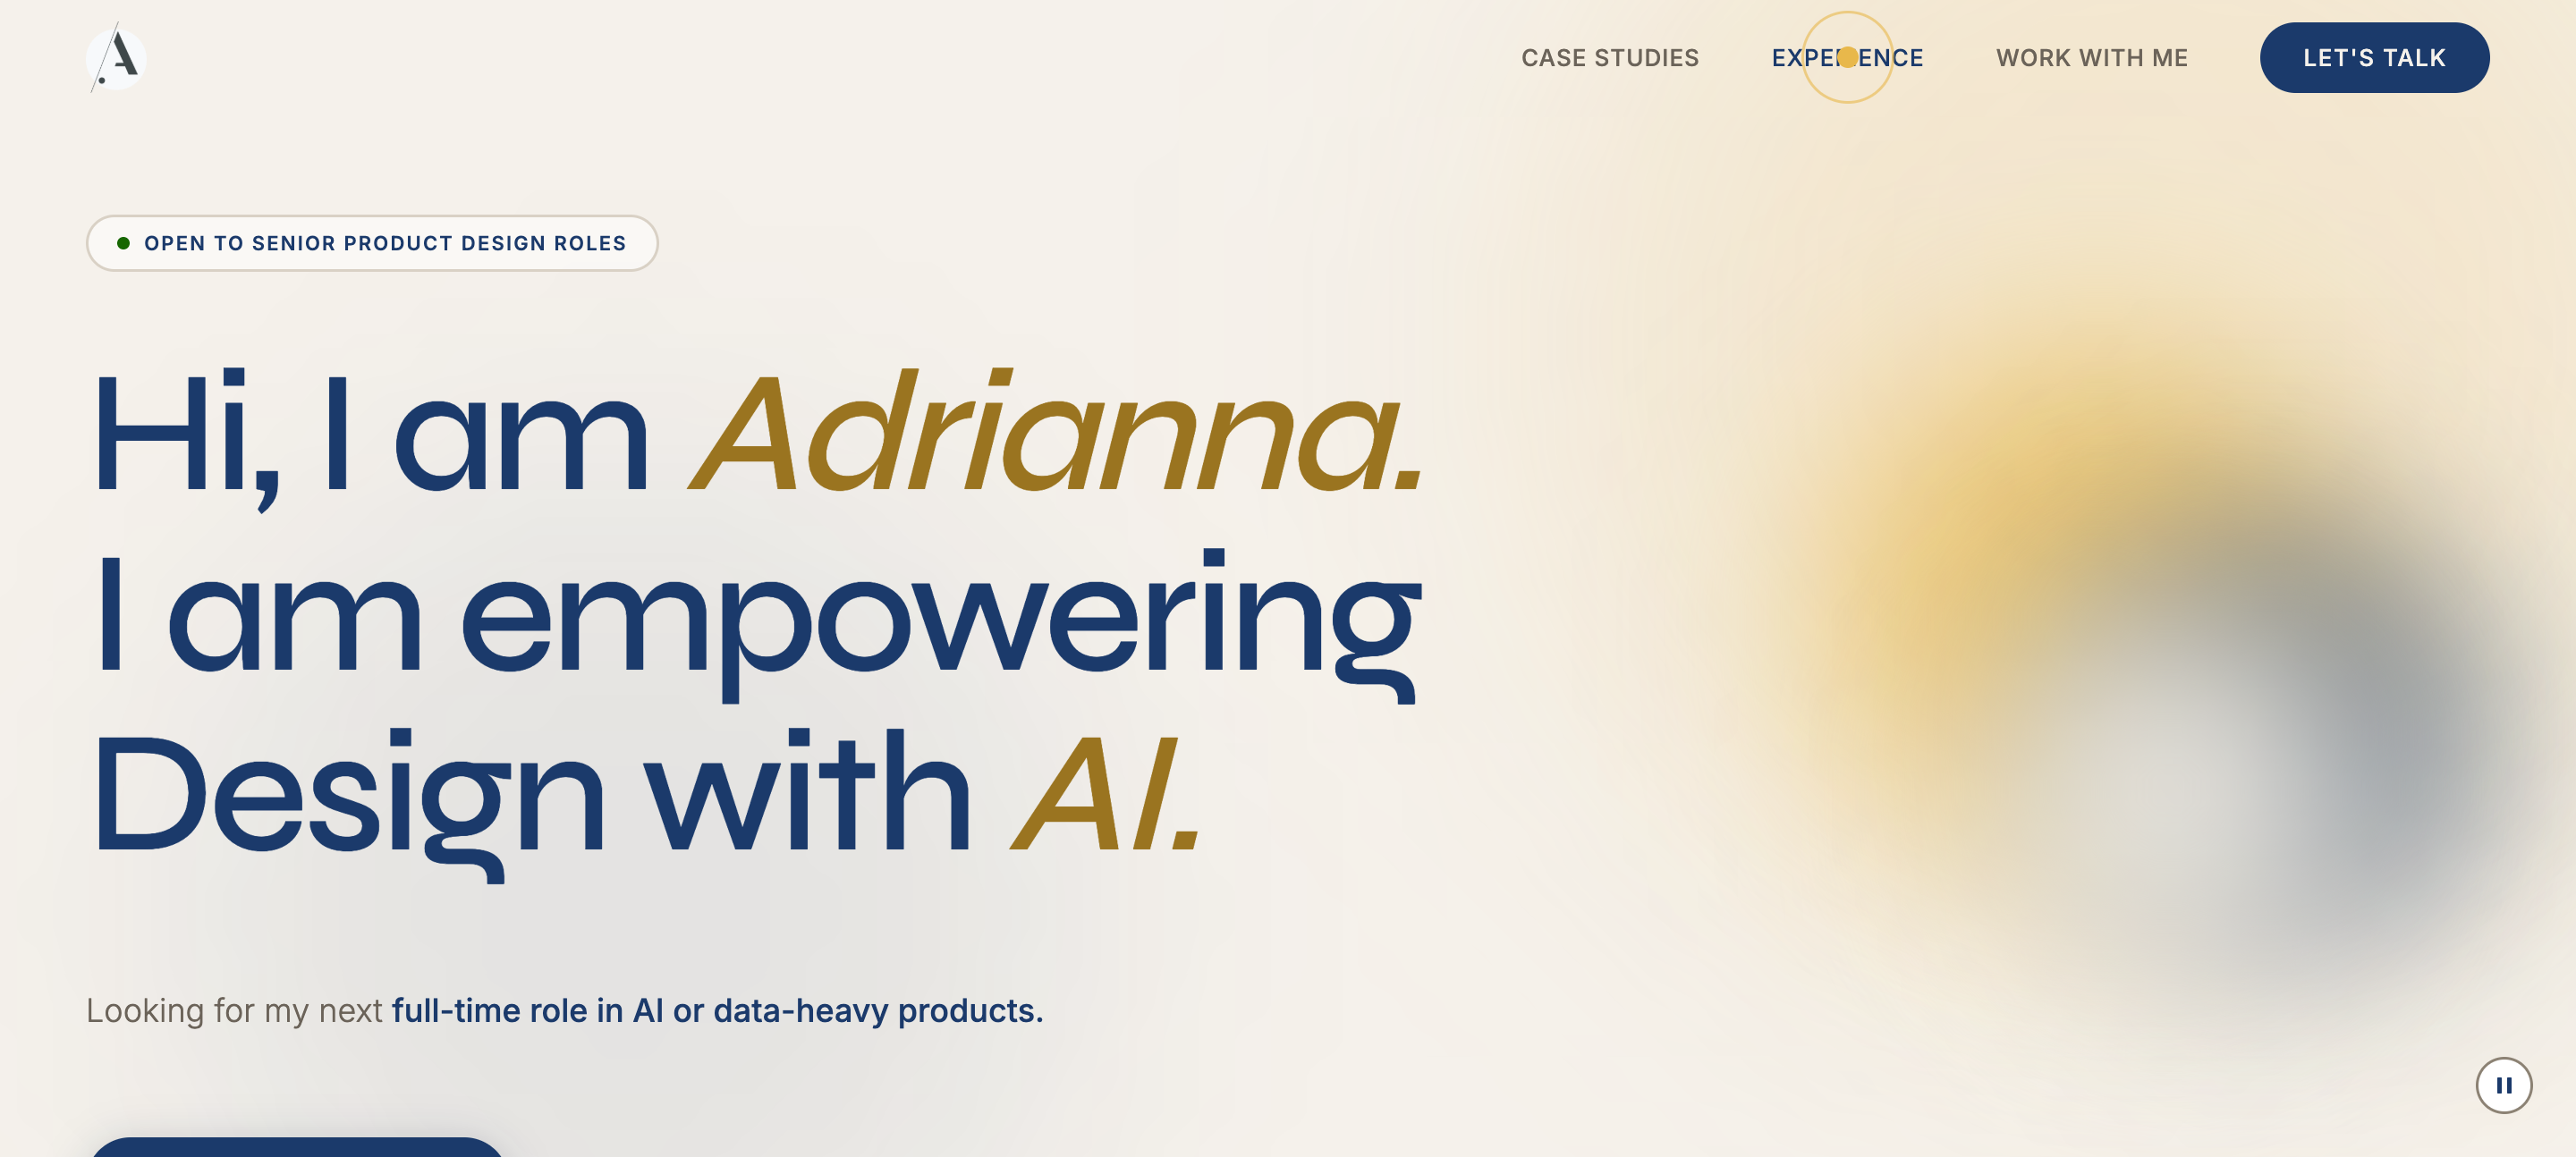 A
CASE STUDIES
EXPERIENCE
WORK WITH ME
LET'S TALK
OPEN TO SENIOR PRODUCT DESIGN ROLES
Hi, I am Adrianna.
I am empowering
Design with AI.
Looking for my next full-time role in AI or data-heavy products.